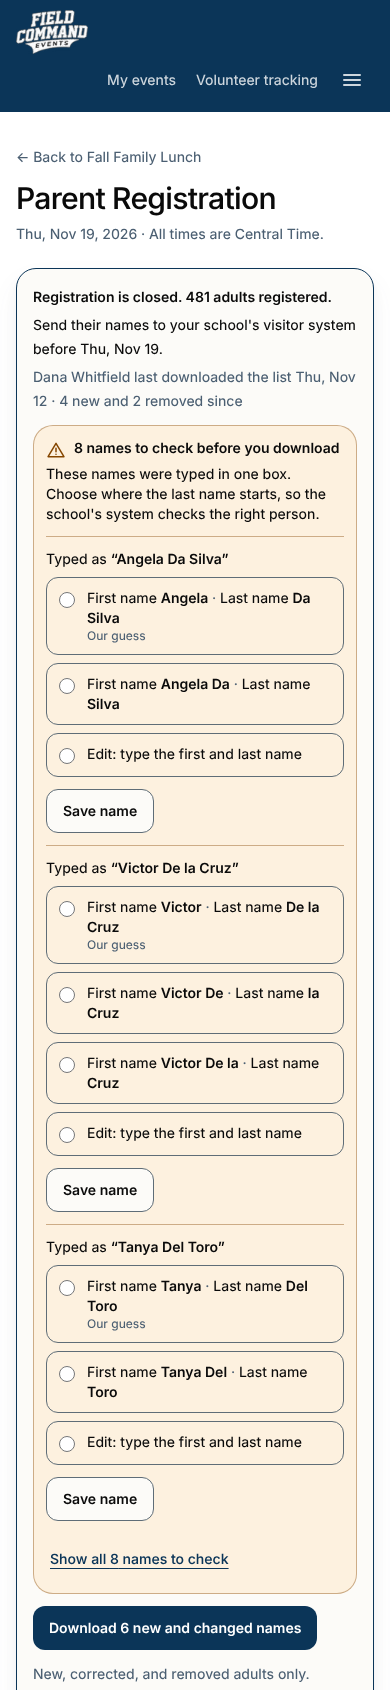 FIELD
COMMAND
EVENTS
My events
Volunteer tracking
← Back to Fall Family Lunch
Parent Registration
Thu, Nov 19, 2026 · All times are Central Time.
Registration is closed. 481 adults registered.
Send their names to your school's visitor system
before Thu, Nov 19.
Dana Whitfield last downloaded the list Thu, Nov
12 · 4 new and 2 removed since
8 names to check before you download
These names were typed in one box.
Choose where the last name starts, so the
school's system checks the right person.
Typed as “Angela Da Silva”
First name Angela · Last name Da
Silva
Our guess
First name Angela Da · Last name
Silva
Edit: type the first and last name
Save name
Typed as “Victor De la Cruz”
First name Victor · Last name De la
Cruz
Our guess
First name Victor De · Last name la
Cruz
First name Victor De la · Last name
Cruz
Edit: type the first and last name
Save name
Typed as “Tanya Del Toro”
First name Tanya · Last name Del
Toro
Our guess
First name Tanya Del · Last name
Toro
Edit: type the first and last name
Save name
Show all 8 names to check
Download 6 new and changed names
New, corrected, and removed adults only.